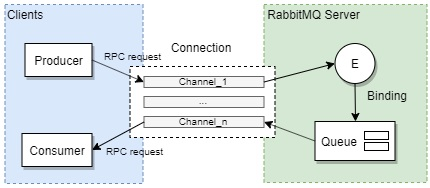 Clients
RabbitMQ Server
Connection
Producer
RPC request
Channel_1
E
...
Binding
Channel_n
Queue
Consumer
RPC request